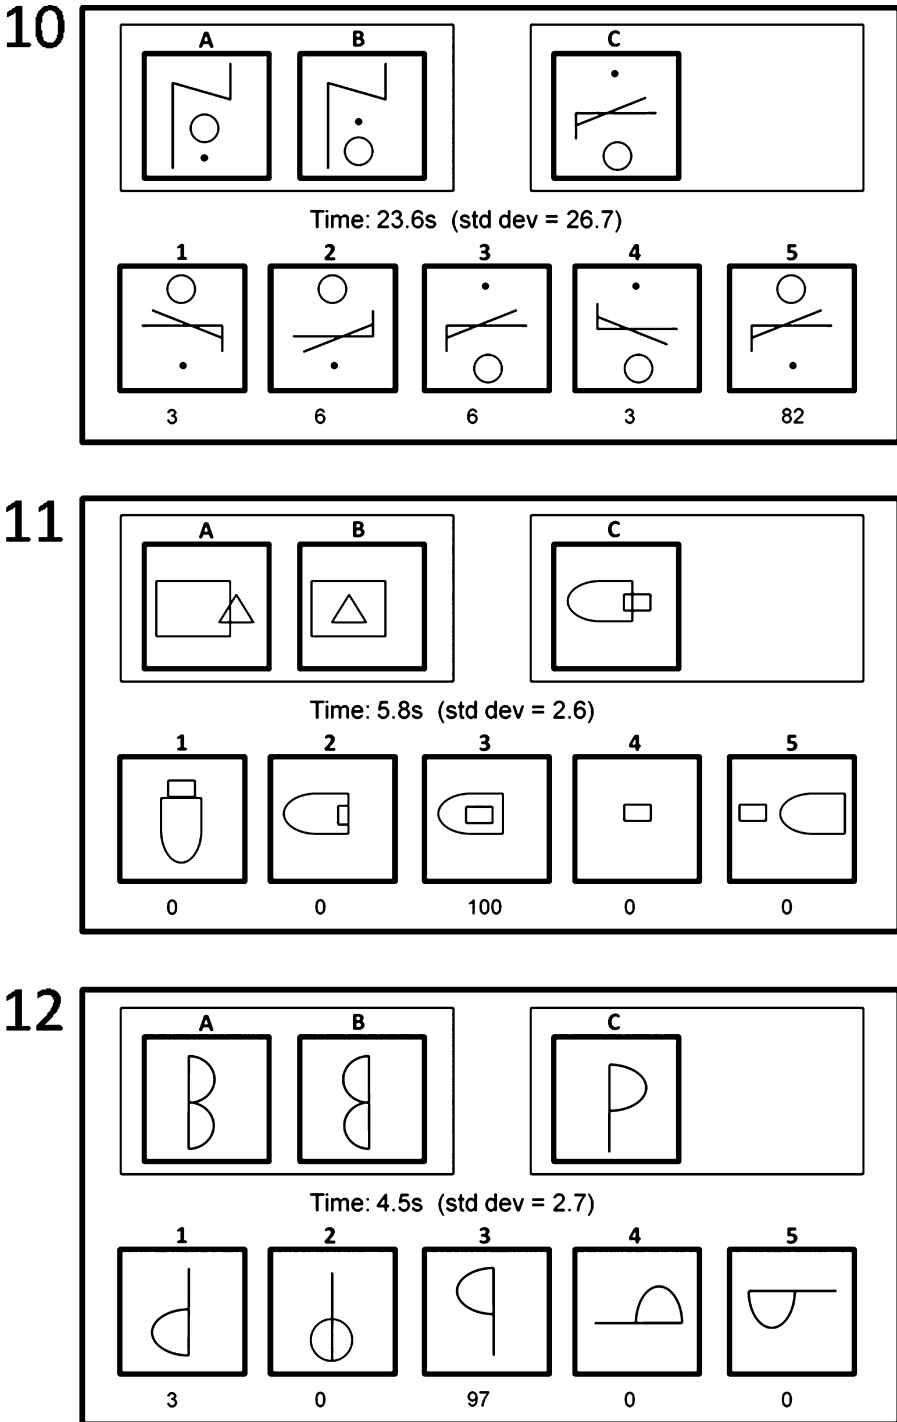 10
A B C
Time: 23.6s (std dev = 26.7)
1 2 3 4 5
3 6 6 3 82
11
A B C
Time: 5.8s (std dev = 2.6)
1 2 3 4 5
0 0 100 0 0
12
A B C
Time: 4.5s (std dev = 2.7)
1 2 3 4 5
3 0 97 0 0